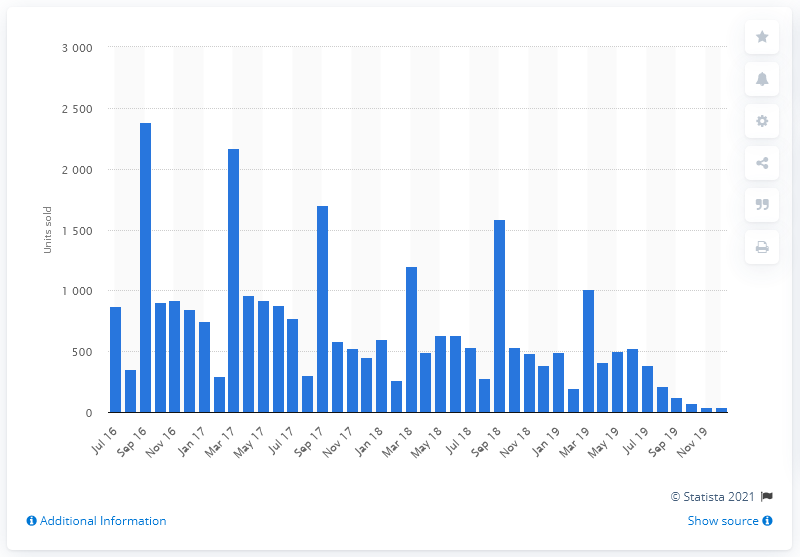 3 000
2 500
2 000
1 500
1 000
500
0
Units sold
Jul 16
Sep 16
Nov 16
Jan 17
Mar 17
May 17
Jul 17
Sep 17
Nov 17
Jan 18
Mar 18
May 18
Jul 18
Sep 18
Nov 18
Jan 19
Mar 19
May 19
Jul 19
Sep 19
Nov 19
© Statista 2021
Additional Information
Show source